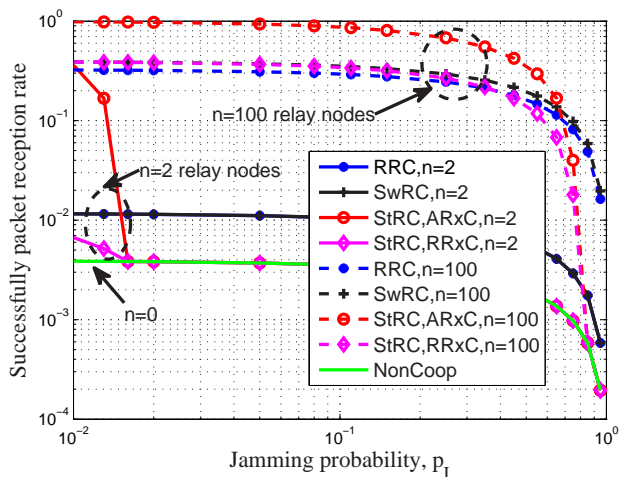 10^0
10^-1
10^-2
10^-3
10^-4
Successfully packet reception rate
n=100 relay nodes
n=2 relay nodes
n=0
RRC,n=2
SwRC,n=2
StRC,ARxC,n=2
StRC,RRxC,n=2
RRC,n=100
SwRC,n=100
StRC,ARxC,n=100
StRC,RRxC,n=100
NonCoop
10^-2
10^-1
10^0
Jamming probability, p_J